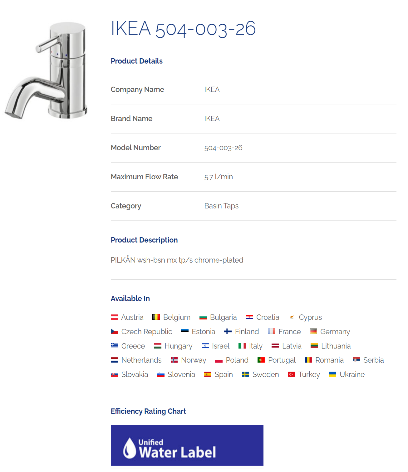 IKEA 504-003-26
Product Details
Company Name IKEA
Brand Name IKEA
Model Number 504-003-26
Maximum Flow Rate 5.7 l/min
Category Basin Taps
Product Description
PILKÅN wsh-bsn mx tp/s chrome-plated
Available In
Austria Belgium Bulgaria Croatia Cyprus
Czech Republic Estonia Finland France Germany
Greece Hungary Israel Italy Latvia Lithuania
Netherlands Norway Poland Portugal Romania Serbia
Slovakia Slovenia Spain Sweden Turkey Ukraine
Efficiency Rating Chart
Unified
Water Label